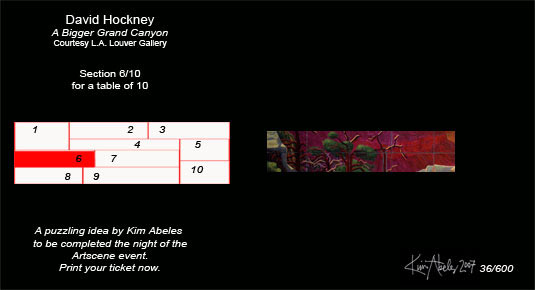 David Hockney
A Bigger Grand Canyon
Courtesy L.A. Louver Gallery
Section 6/10
for a table of 10
1 2 3
4 5
6 7
8 9 10
A puzzling idea by Kim Abeles
to be completed the night of the
Artscene event.
Print your ticket now.
Kim Abeles 2007 36/600